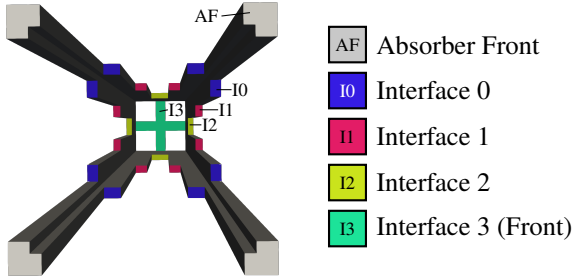 AF
I0
I1
I3
I2
AF Absorber Front
I0 Interface 0
I1 Interface 1
I2 Interface 2
I3 Interface 3 (Front)